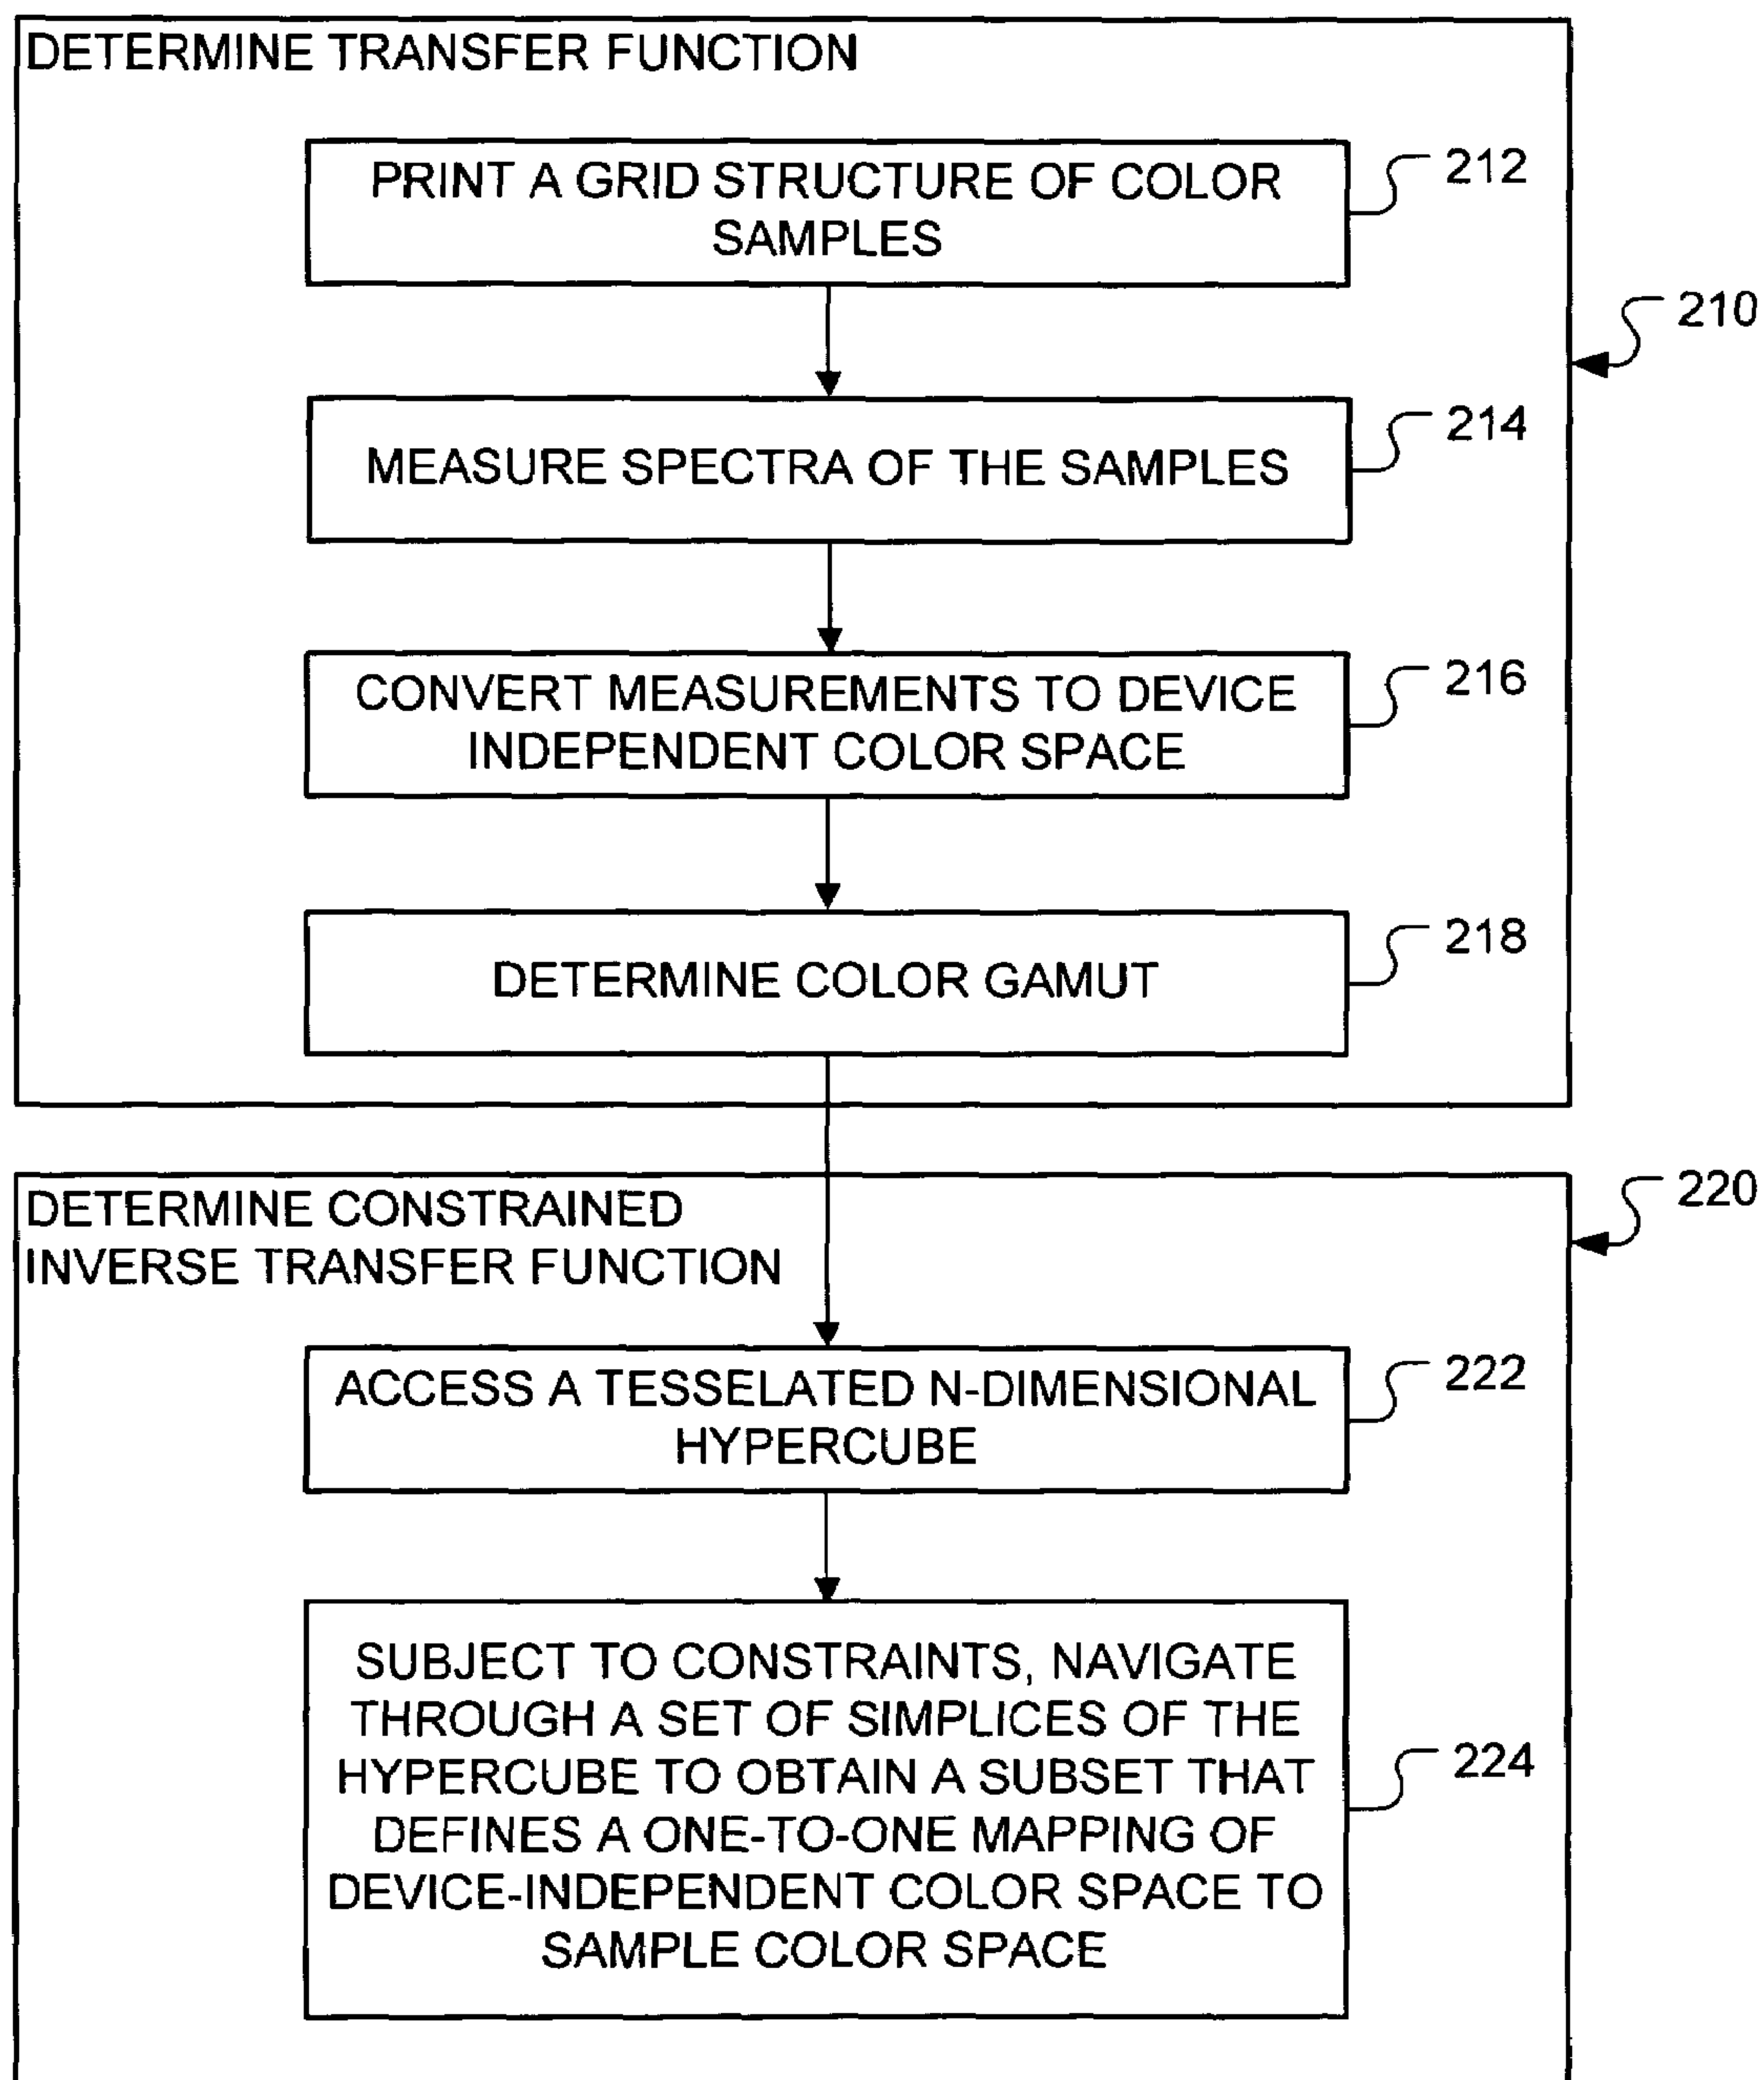 DETERMINE TRANSFER FUNCTION
PRINT A GRID STRUCTURE OF COLOR
SAMPLES
212
210
MEASURE SPECTRA OF THE SAMPLES
214
CONVERT MEASUREMENTS TO DEVICE
INDEPENDENT COLOR SPACE
216
DETERMINE COLOR GAMUT
218
DETERMINE CONSTRAINED
INVERSE TRANSFER FUNCTION
220
ACCESS A TESSELATED N-DIMENSIONAL
HYPERCUBE
222
SUBJECT TO CONSTRAINTS, NAVIGATE
THROUGH A SET OF SIMPLICES OF THE
HYPERCUBE TO OBTAIN A SUBSET THAT
DEFINES A ONE-TO-ONE MAPPING OF
DEVICE-INDEPENDENT COLOR SPACE TO
SAMPLE COLOR SPACE
224